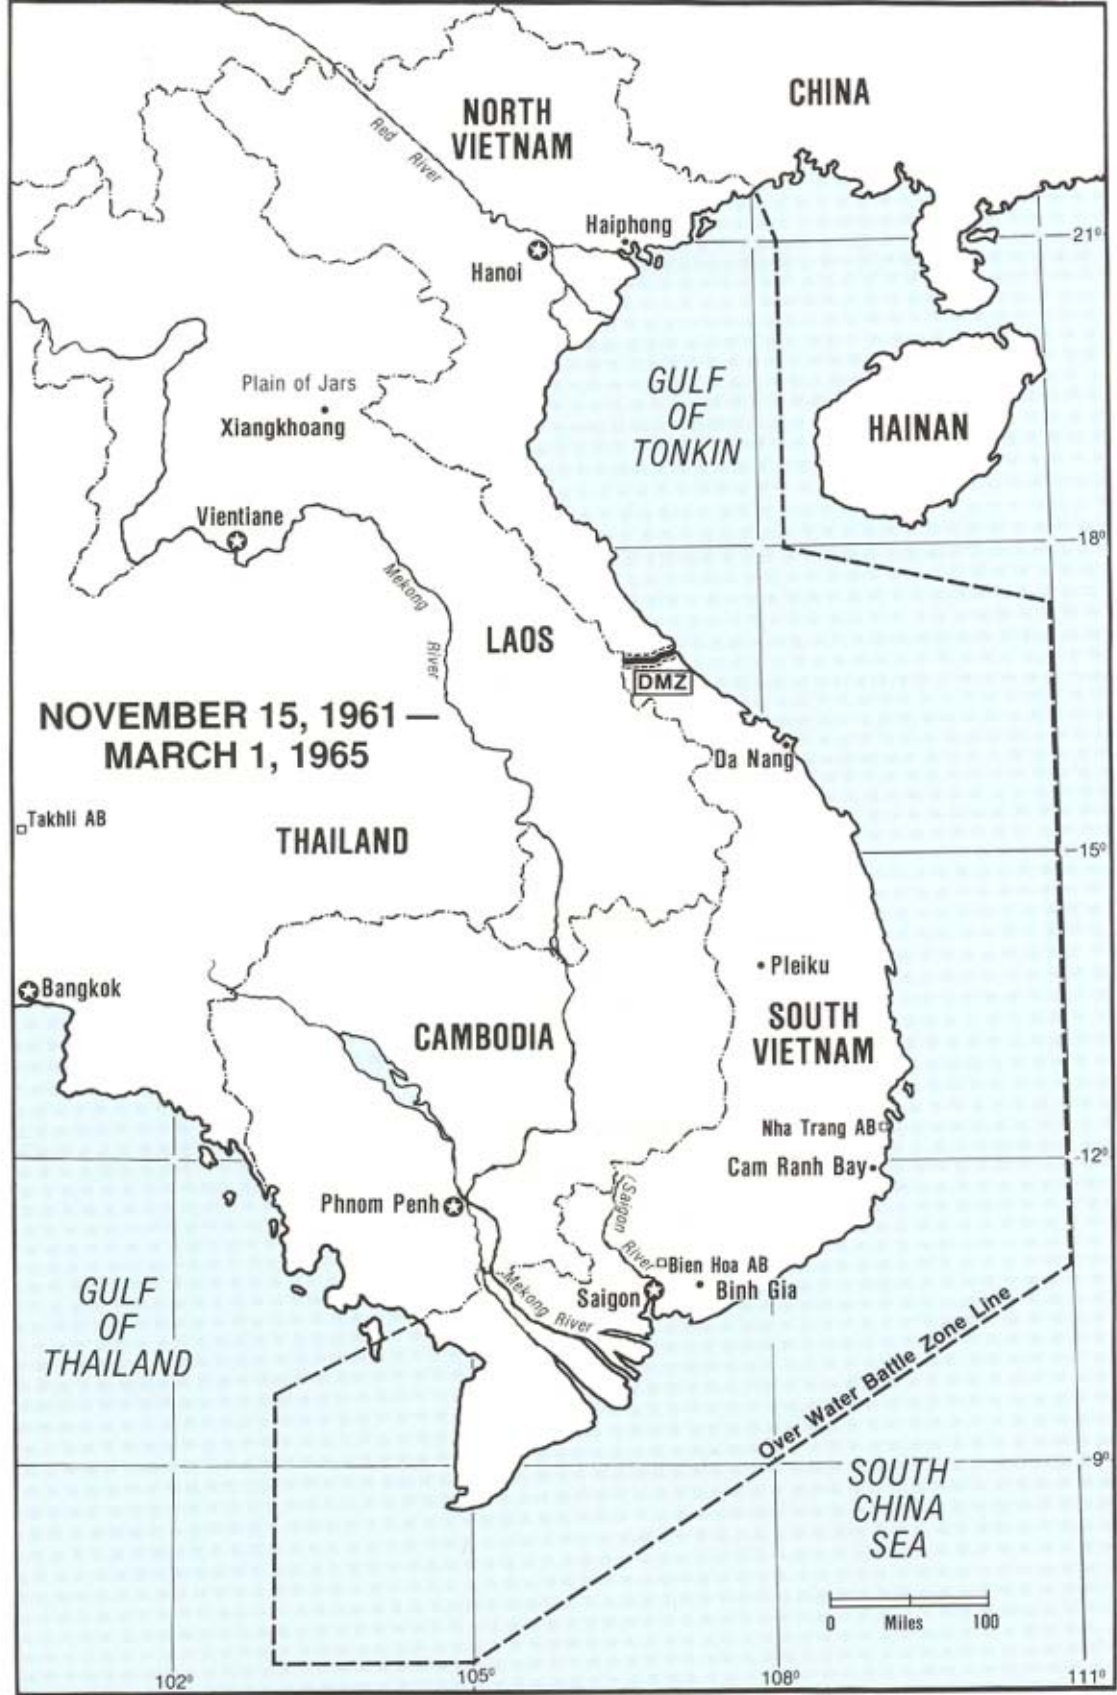 CHINA
NORTH
VIETNAM
Red River
Haiphong
Hanoi
21°
GULF
OF
TONKIN
HAINAN
Plain of Jars
Xiangkhoang
Vientiane
18°
Mekong River
LAOS
DMZ
NOVEMBER 15, 1961—
MARCH 1, 1965
Da Nang
Takhli AB
THAILAND
15°
Pleiku
Bangkok
SOUTH
VIETNAM
CAMBODIA
Nha Trang AB
12°
Cam Ranh Bay
Phnom Penh
Saigon River
Bien Hoa AB
Binh Gia
Saigon
Mekong River
GULF
OF
THAILAND
Over Water Battle Zone Line
9°
SOUTH
CHINA
SEA
0 Miles 100
102° 105° 108° 111°